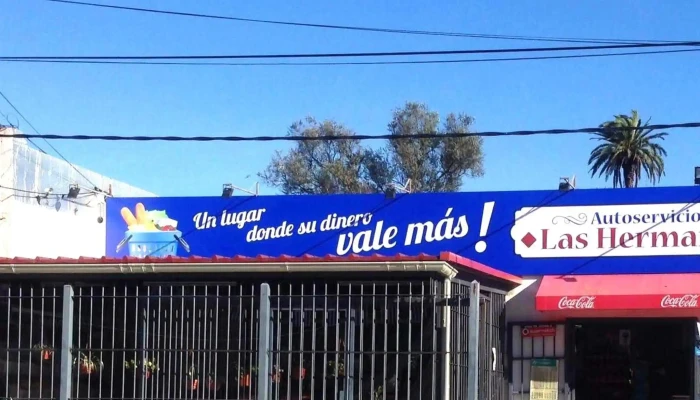 Un lugar
donde su dinero
vale más!
Autoservicio
Las Herma
Coca-Cola
Coca-Cola